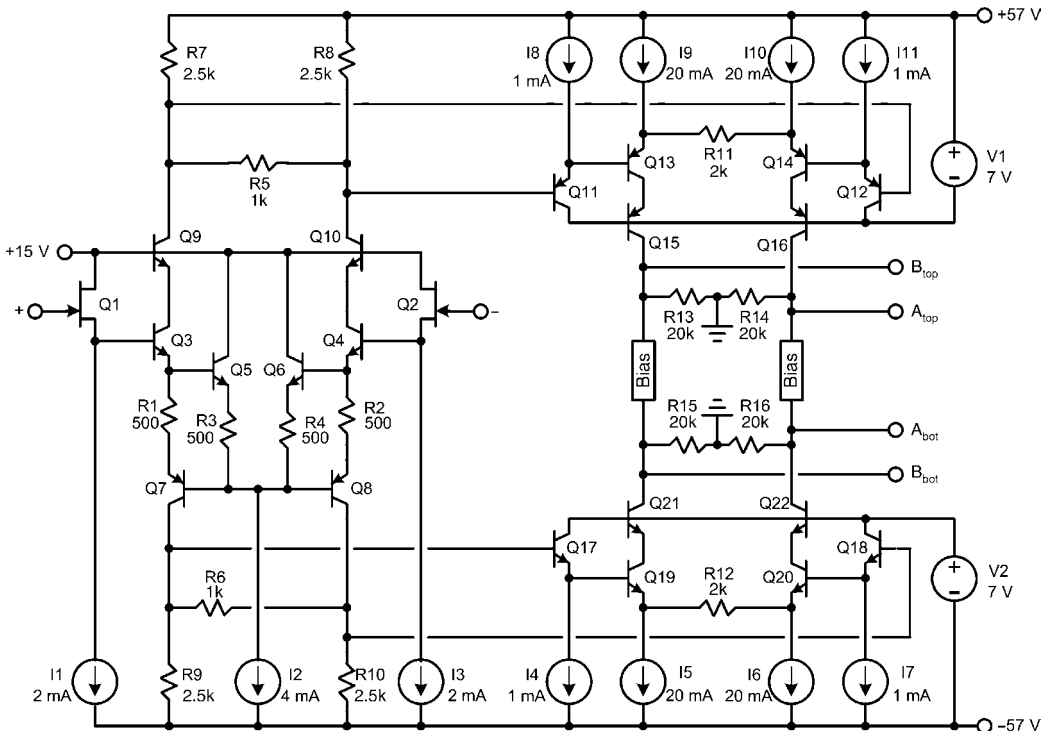 +57 V
R7
2.5k
R8
2.5k
I8
1 mA
I9
20 mA
I10
20 mA
I11
1 mA
R5
1k
Q13
R11
2k
Q14
Q11
Q12
V1
7 V
Q9
Q10
Q15
Q16
+15 V
B top
+
Q1
Q2
–
R13
20k
R14
20k
A top
Q3
Q4
Q5
Q6
Bias
Bias
R1
500
R3
500
R4
500
R2
500
R15
20k
R16
20k
A bot
B bot
Q7
Q8
Q21
Q22
Q17
Q18
R6
1k
Q19
R12
2k
Q20
V2
7 V
I1
2 mA
R9
2.5k
I2
4 mA
R10
2.5k
I3
2 mA
I4
1 mA
I5
20 mA
I6
20 mA
I7
1 mA
–57 V